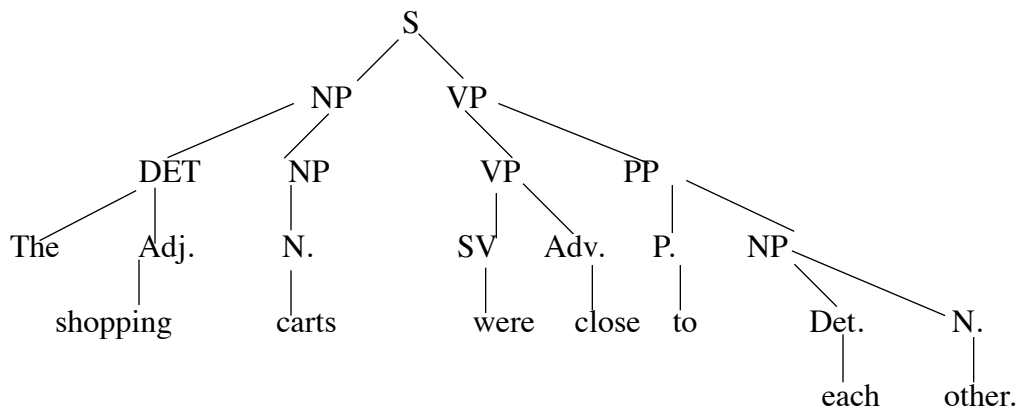 S
NP VP
DET NP VP PP
The Adj. N. SV Adv. P. NP
shopping carts were close to Det. N.
each other.